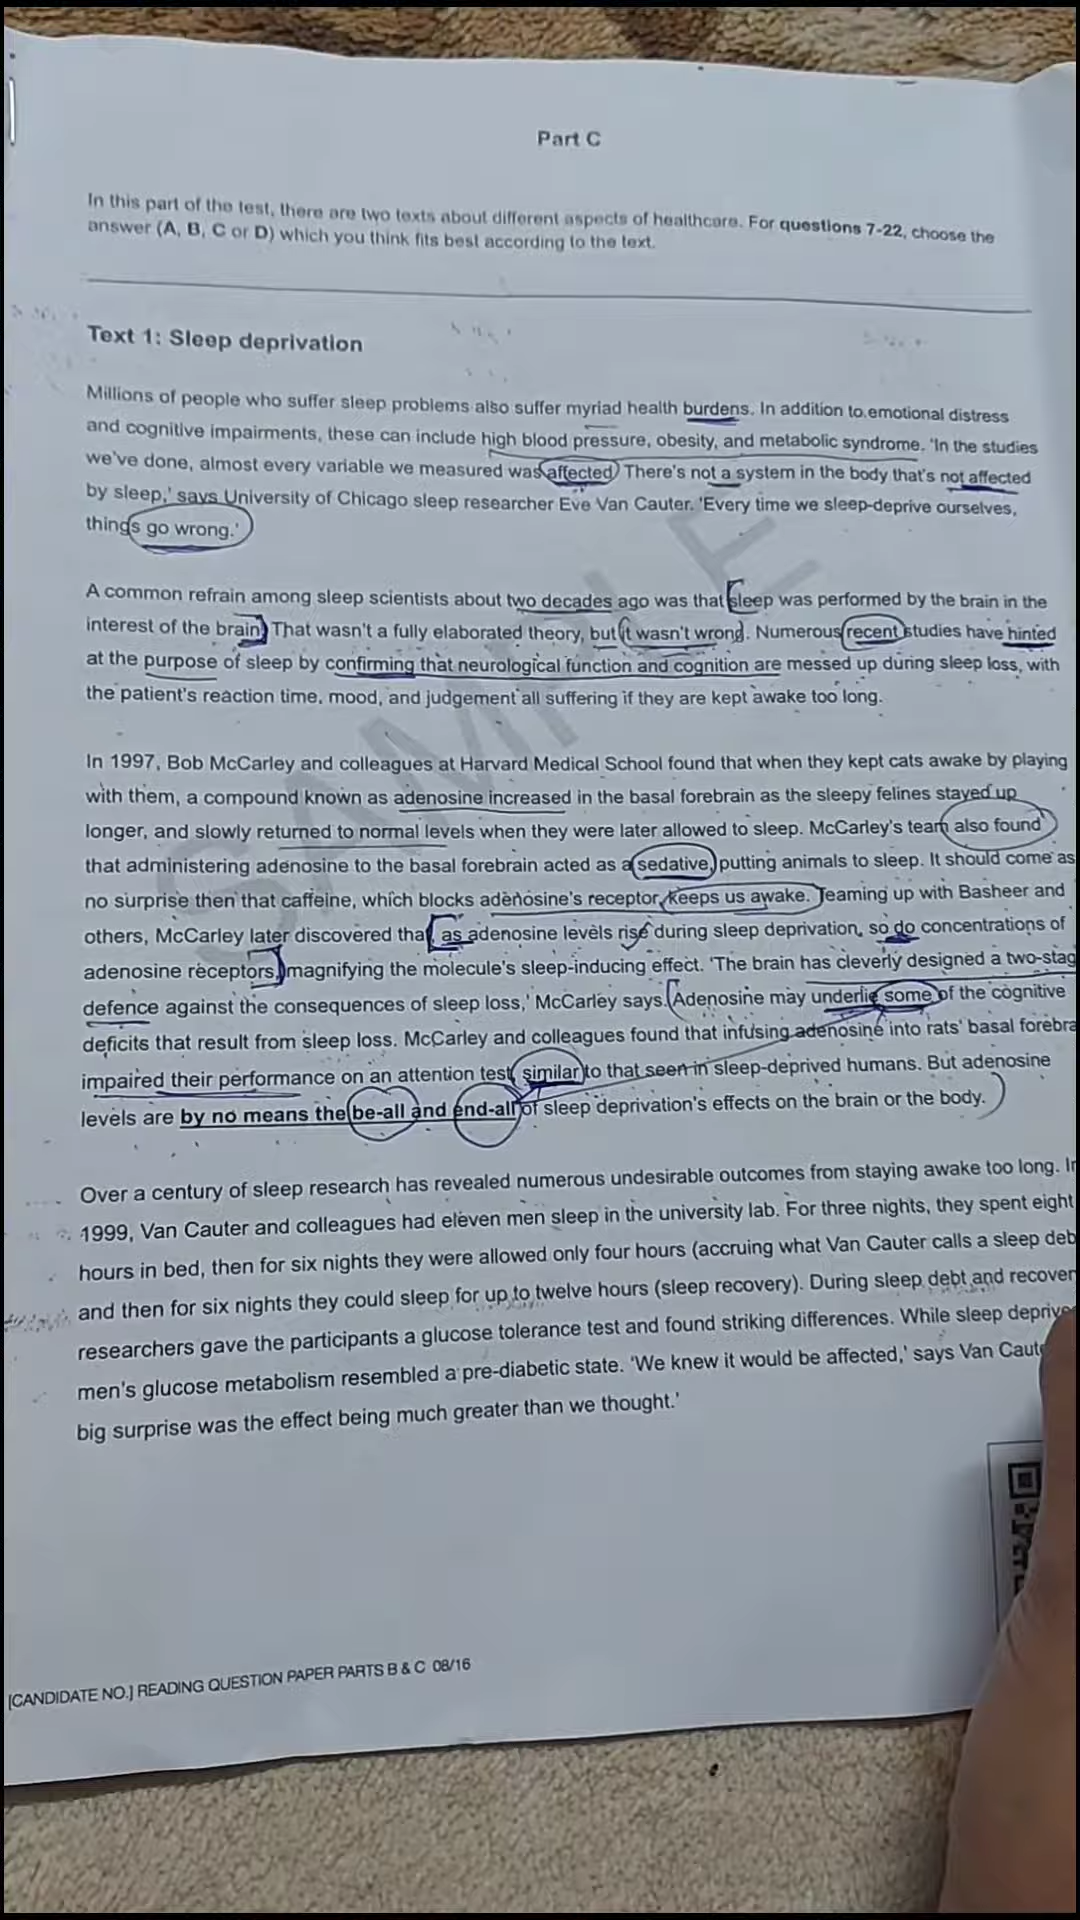 Part C
In this part of the test, there are two texts about different aspects of healthcare. For questions 7-22, choose the
answer (A, B, C or D) which you think fits best according to the text.
Text 1: Sleep deprivation
Millions of people who suffer sleep problems also suffer myriad health burdens. In addition to emotional distress
and cognitive impairments, these can include high blood pressure, obesity, and metabolic syndrome. 'In the studies
we've done, almost every variable we measured was affected. There's not a system in the body that's not affected
by sleep,' says University of Chicago sleep researcher Eve Van Cauter. 'Every time we sleep-deprive ourselves,
things go wrong.'
A common refrain among sleep scientists about two decades ago was that sleep was performed by the brain in the
interest of the brain. That wasn't a fully elaborated theory, but it wasn't wrong. Numerous recent studies have hinted
at the purpose of sleep by confirming that neurological function and cognition are messed up during sleep loss, with
the patient's reaction time, mood, and judgement all suffering if they are kept awake too long.
In 1997, Bob McCarley and colleagues at Harvard Medical School found that when they kept cats awake by playing
with them, a compound known as adenosine increased in the basal forebrain as the sleepy felines stayed up
longer, and slowly returned to normal levels when they were later allowed to sleep. McCarley's team also found
that administering adenosine to the basal forebrain acted as a sedative, putting animals to sleep. It should come as
no surprise then that caffeine, which blocks adenosine's receptor, keeps us awake. Teaming up with Basheer and
others, McCarley later discovered that, as adenosine levels rise during sleep deprivation, so do concentrations of
adenosine receptors, magnifying the molecule's sleep-inducing effect. 'The brain has cleverly designed a two-stag
defence against the consequences of sleep loss,' McCarley says. Adenosine may underlie some of the cognitive
deficits that result from sleep loss. McCarley and colleagues found that infusing adenosine into rats' basal forebra
impaired their performance on an attention test, similar to that seen in sleep-deprived humans. But adenosine
levels are by no means the be-all and end-all of sleep deprivation's effects on the brain or the body.
Over a century of sleep research has revealed numerous undesirable outcomes from staying awake too long. In
1999, Van Cauter and colleagues had eleven men sleep in the university lab. For three nights, they spent eight
hours in bed, then for six nights they were allowed only four hours (accruing what Van Cauter calls a sleep deb
and then for six nights they could sleep for up to twelve hours (sleep recovery). During sleep debt and recover
researchers gave the participants a glucose tolerance test and found striking differences. While sleep deprive
men's glucose metabolism resembled a pre-diabetic state. 'We knew it would be affected,' says Van Caut
big surprise was the effect being much greater than we thought.'
SAMPLE
[CANDIDATE NO.] READING QUESTION PAPER PARTS B & C 08/16